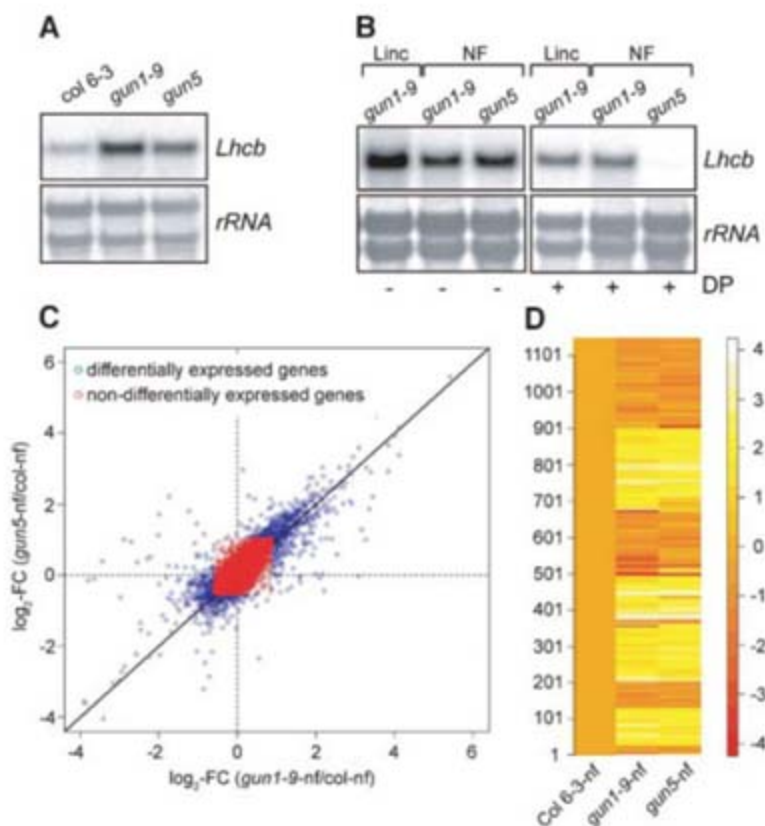 A
col 6-3 gun1-9 gun5
Lhcb
rRNA
B
Linc NF Linc NF
gun1-9 gun1-9 gun5 gun1-9 gun1-9 gun5
Lhcb
rRNA
- - - + + + DP
C
6
4
2
0
-2
-4
differentially expressed genes
non-differentially expressed genes
log2-FC (gun5-nf/col-nf)
-4 -2 0 2 4 6
log2-FC (gun1-9-nf/col-nf)
D
1101
1001
901
801
701
601
501
401
301
201
101
1
Col 6-3-nf gun1-9-nf gun5-nf
4
3
2
1
0
-1
-2
-3
-4